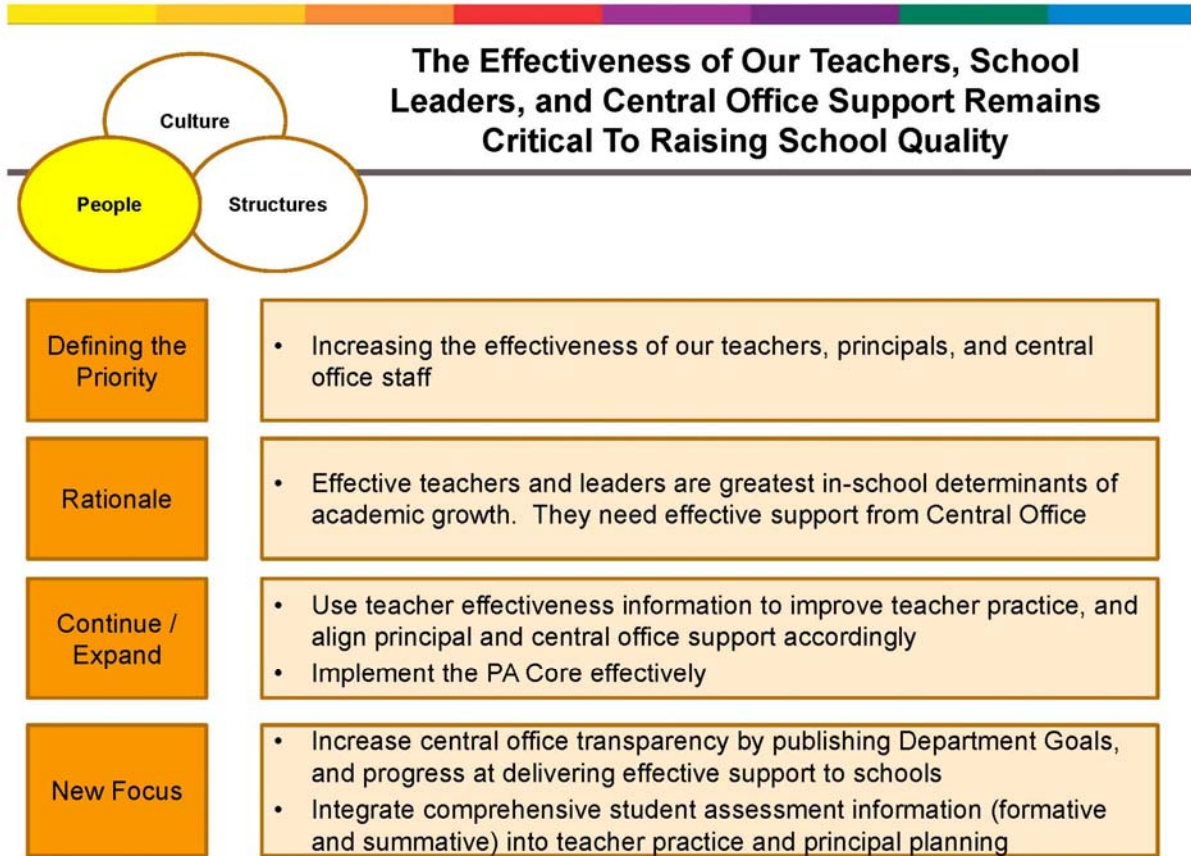 The Effectiveness of Our Teachers, School
Leaders, and Central Office Support Remains
Critical To Raising School Quality
Culture
People
Structures
Defining the
Priority
• Increasing the effectiveness of our teachers, principals, and central
office staff
Rationale
• Effective teachers and leaders are greatest in-school determinants of
academic growth.  They need effective support from Central Office
Continue /
Expand
• Use teacher effectiveness information to improve teacher practice, and
align principal and central office support accordingly
• Implement the PA Core effectively
New Focus
• Increase central office transparency by publishing Department Goals,
and progress at delivering effective support to schools
• Integrate comprehensive student assessment information (formative
and summative) into teacher practice and principal planning